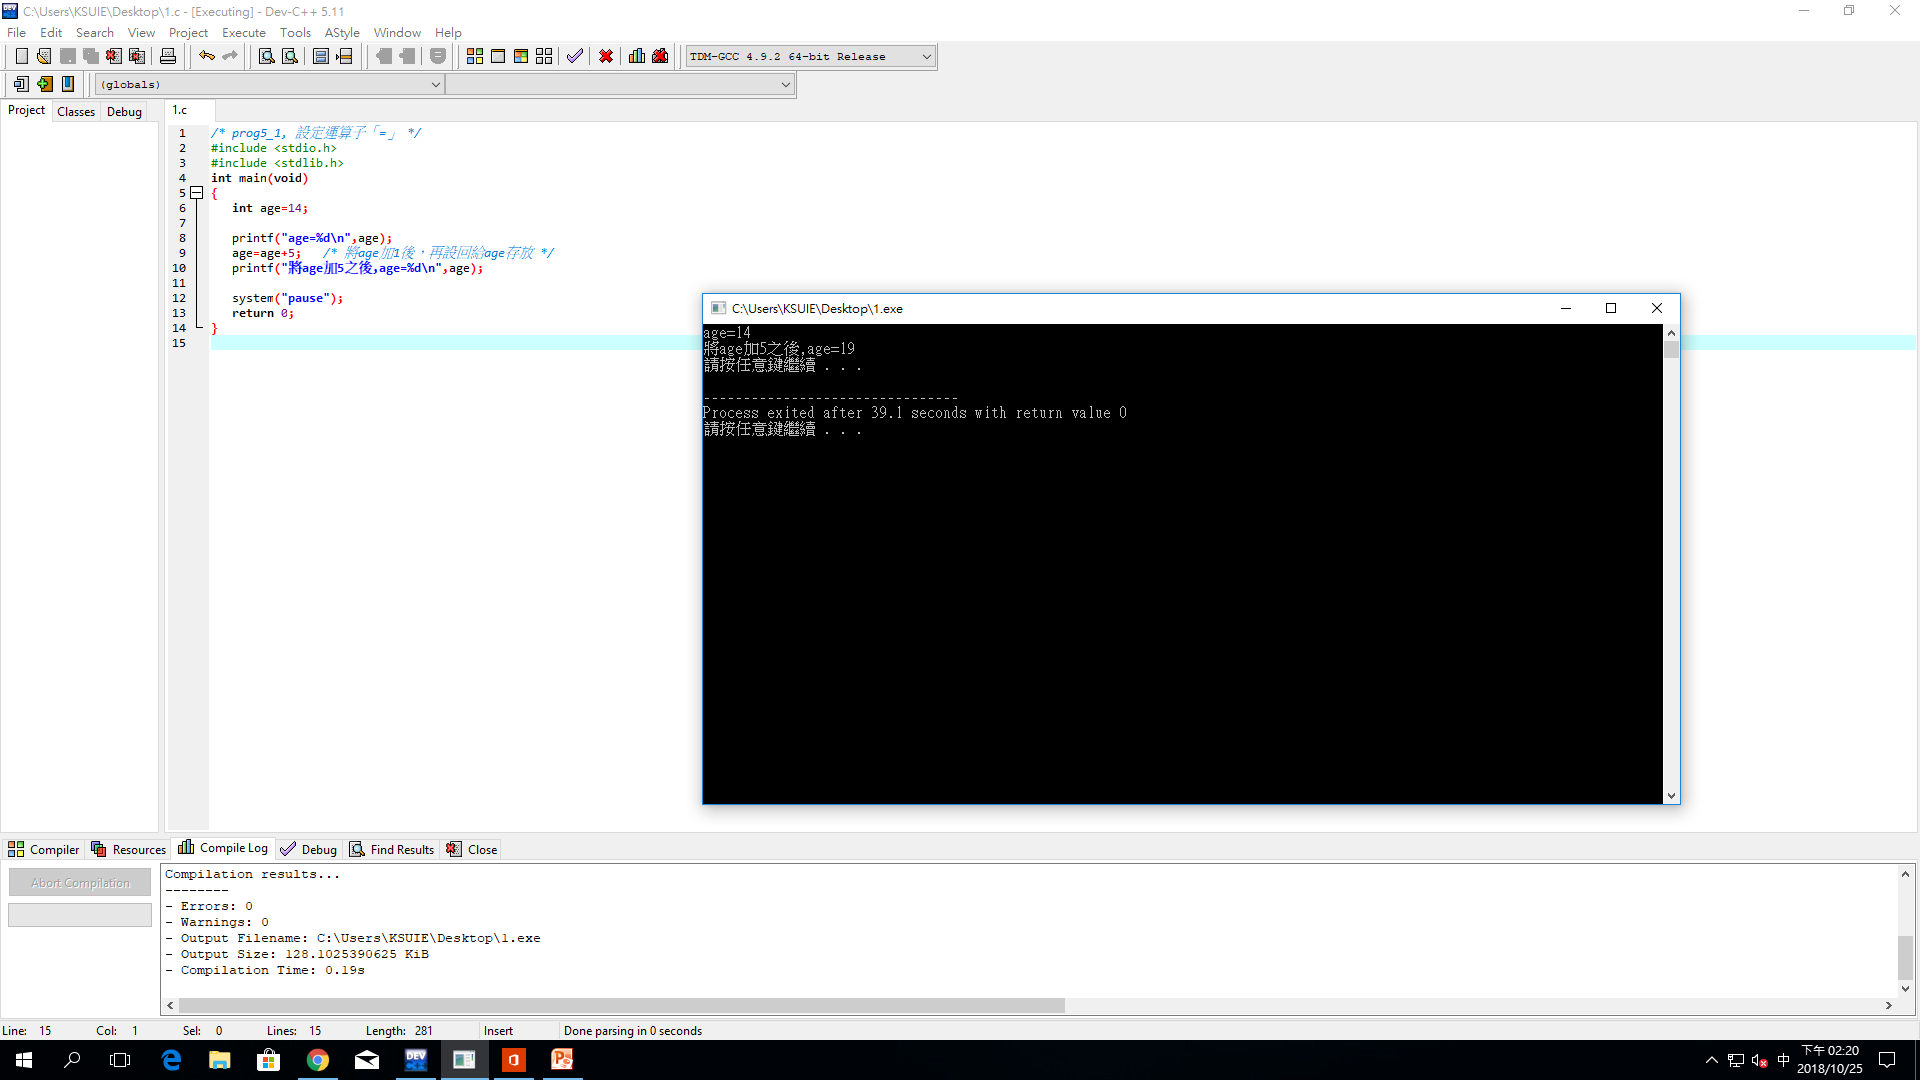 C:\Users\KSUIE\Desktop\1.c - [Executing] - Dev-C++ 5.11
File Edit Search View Project Execute Tools AStyle Window Help
TDM-GCC 4.9.2 64-bit Release
(globals)
Project Classes Debug
1.c
1 /* prog5_1, 設定運算子「=」 */
2 #include <stdio.h>
3 #include <stdlib.h>
4 int main(void)
5 {
6 int age=14;
7
8 printf("age=%d\n",age);
9 age=age+5; /* 將age加1後，再設回給age存放 */
10 printf("將age加5之後,age=%d\n",age);
11
12 system("pause");
13 return 0;
14 }
15
C:\Users\KSUIE\Desktop\1.exe
age=14
將age加5之後,age=19
請按任意鍵繼續 . . .
--------------------------------
Process exited after 39.1 seconds with return value 0
請按任意鍵繼續 . . .
Compiler Resources Compile Log Debug Find Results Close
Abort Compilation
Compilation results...
--------
- Errors: 0
- Warnings: 0
- Output Filename: C:\Users\KSUIE\Desktop\1.exe
- Output Size: 128.1025390625 KiB
- Compilation Time: 0.19s
Line: 15 Col: 1 Sel: 0 Lines: 15 Length: 281 Insert Done parsing in 0 seconds
DEV
中
下午 02:20
2018/10/25